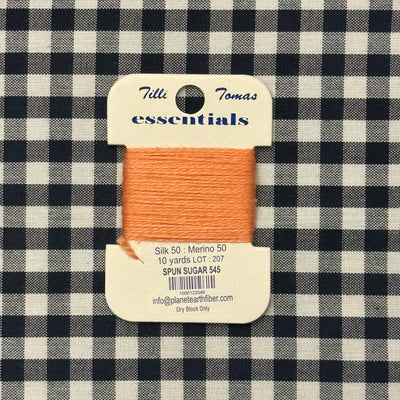 Tilli Tomas
essentials
Silk 50 : Merino 50
10 yards LOT : 207
SPUN SUGAR 545
1000122545
info@planetearthfiber.com
Dry Block Only